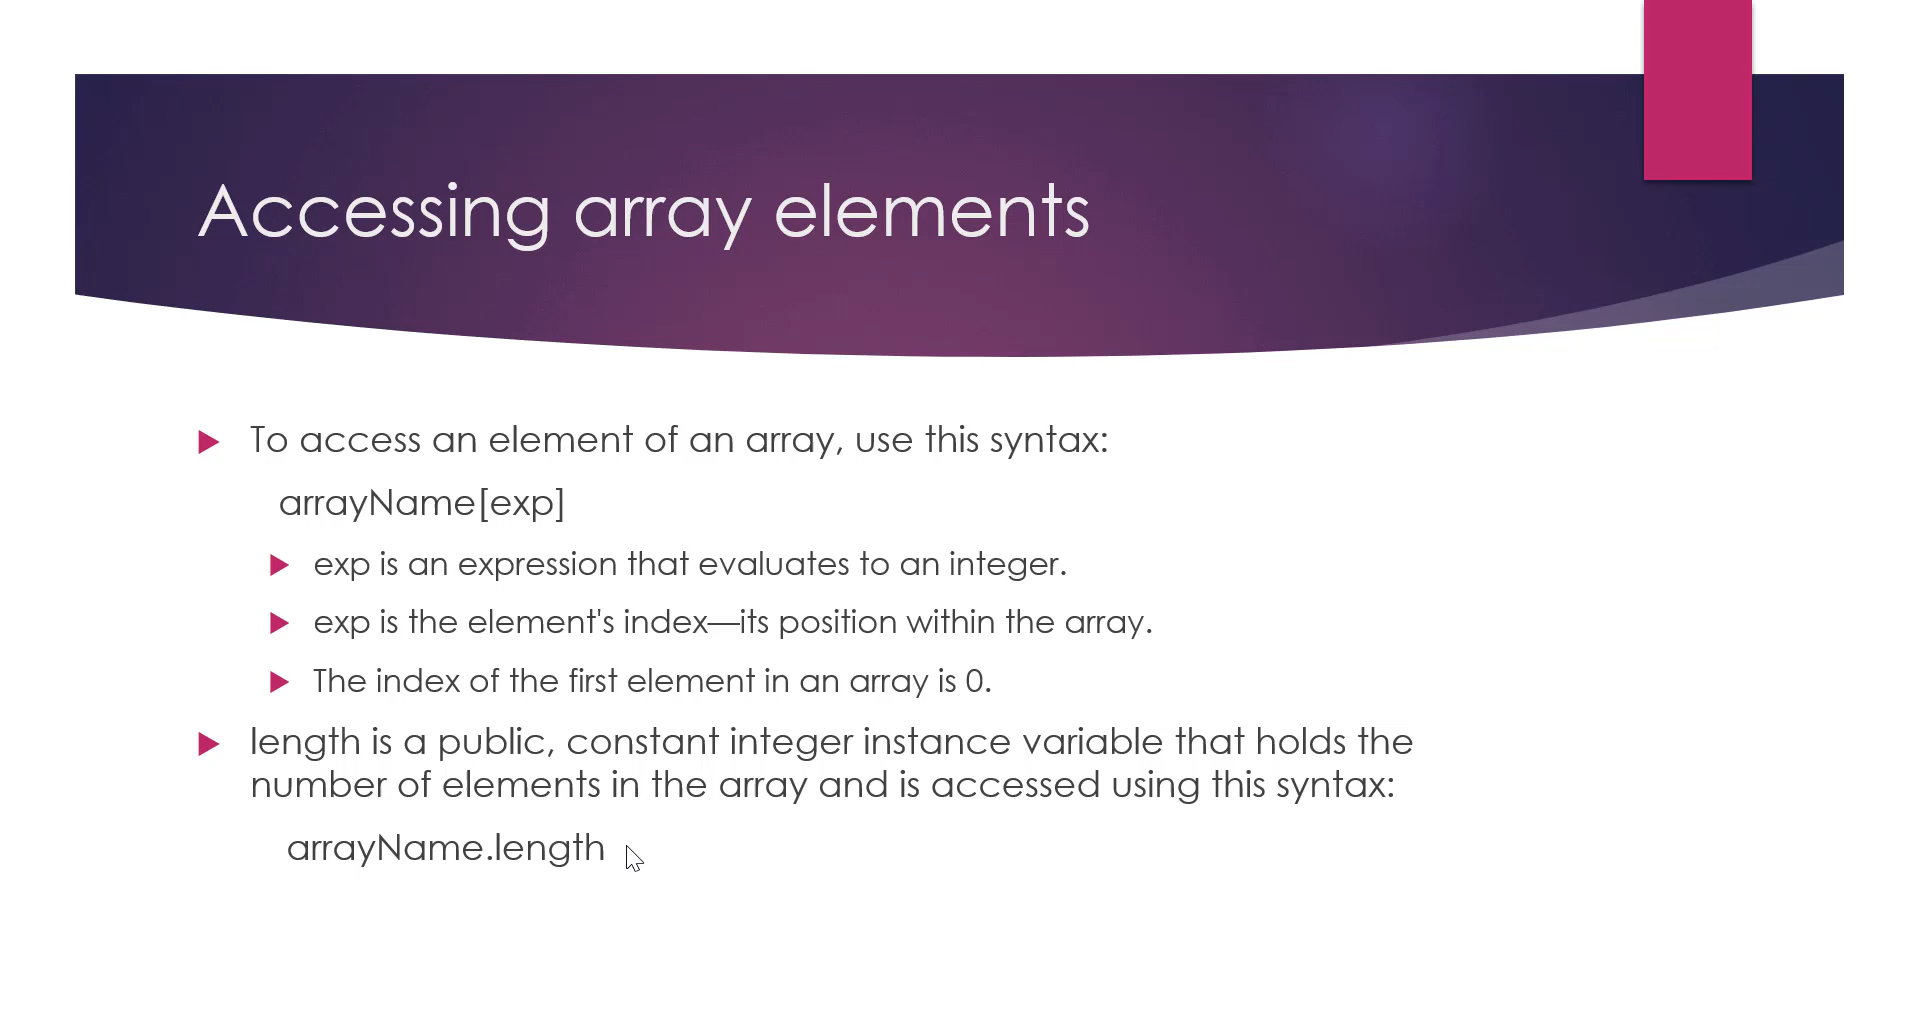 Accessing array elements
To access an element of an array, use this syntax:
arrayName[exp]
exp is an expression that evaluates to an integer.
exp is the element's index—its position within the array.
The index of the first element in an array is 0.
length is a public, constant integer instance variable that holds the
number of elements in the array and is accessed using this syntax:
arrayName.length